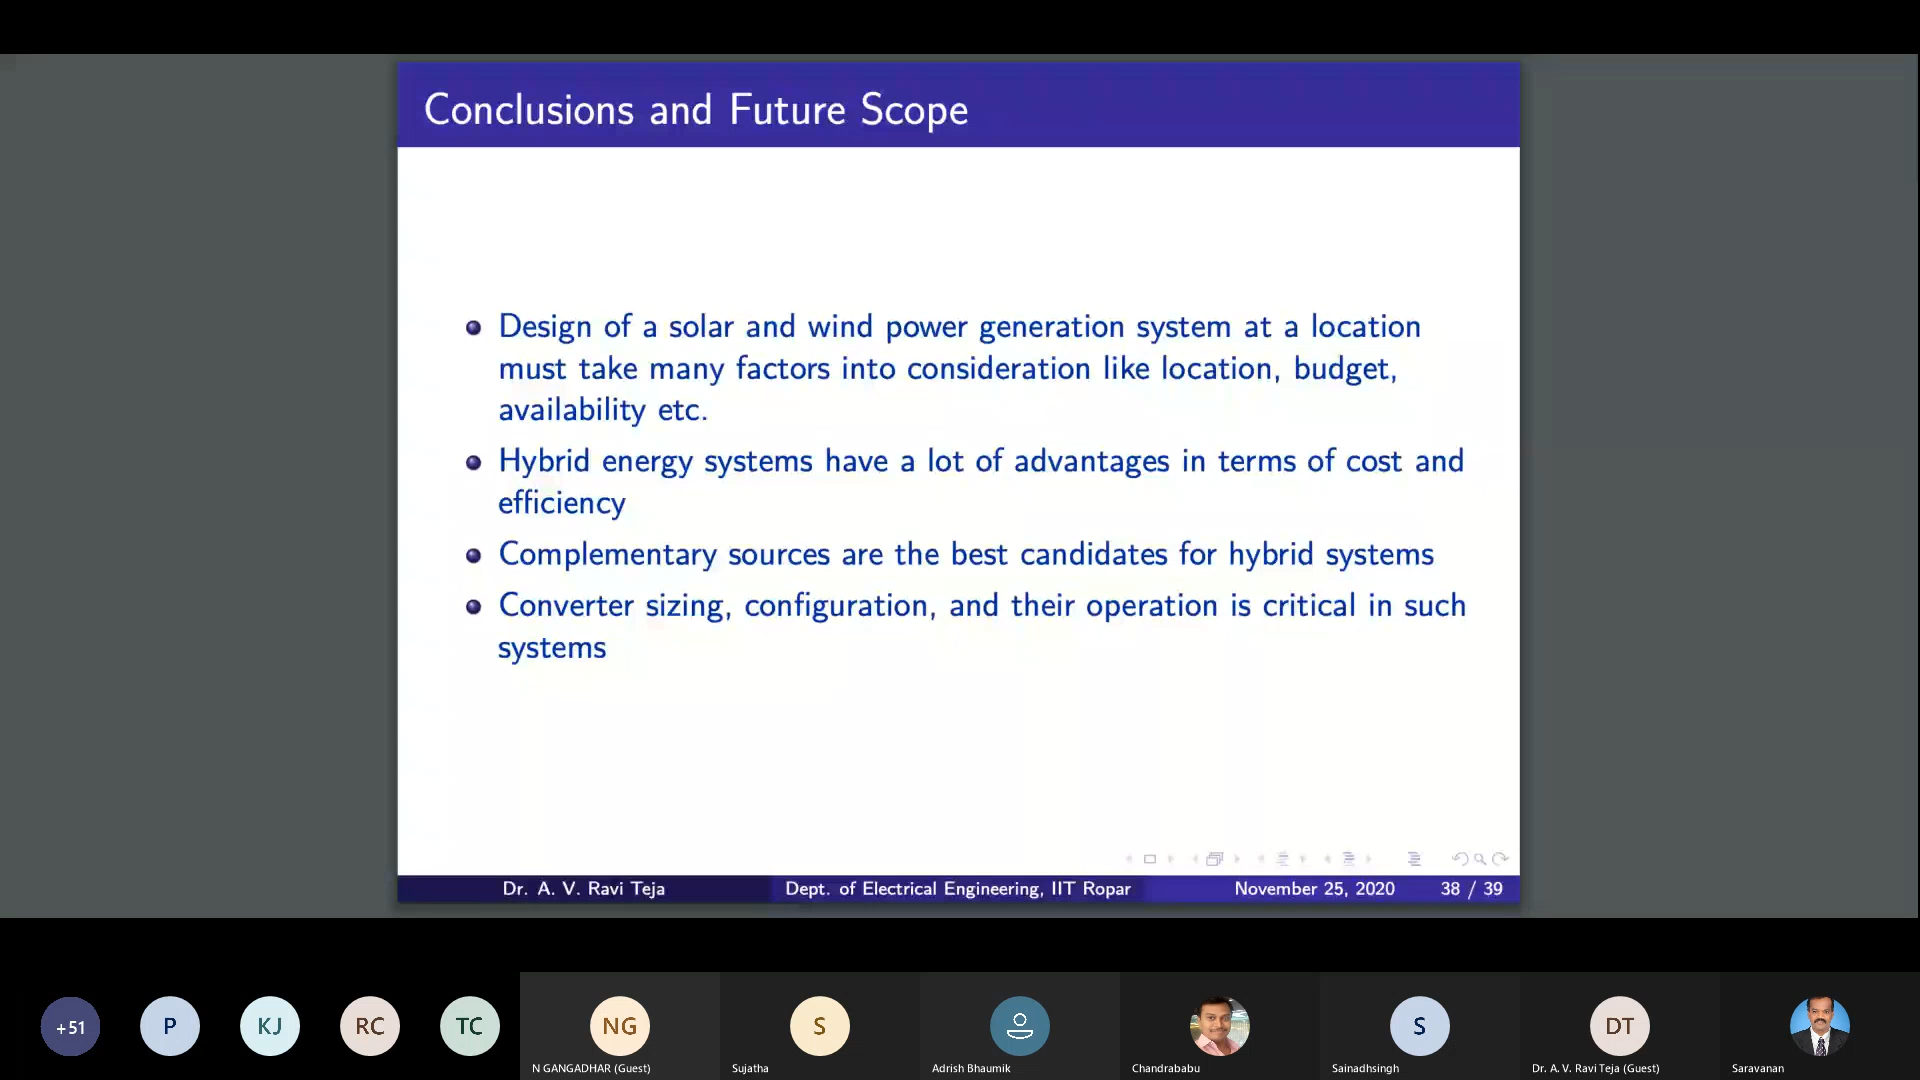 Conclusions and Future Scope
Design of a solar and wind power generation system at a location
must take many factors into consideration like location, budget,
availability etc.
Hybrid energy systems have a lot of advantages in terms of cost and
efficiency
Complementary sources are the best candidates for hybrid systems
Converter sizing, configuration, and their operation is critical in such
systems
Dr. A. V. Ravi Teja Dept. of Electrical Engineering, IIT Ropar November 25, 2020 38 / 39
+51 P KJ RC TC NG S S DT
N GANGADHAR (Guest) Sujatha Adrish Bhaumik Chandrababu Sainadhsingh Dr. A. V. Ravi Teja (Guest) Saravanan